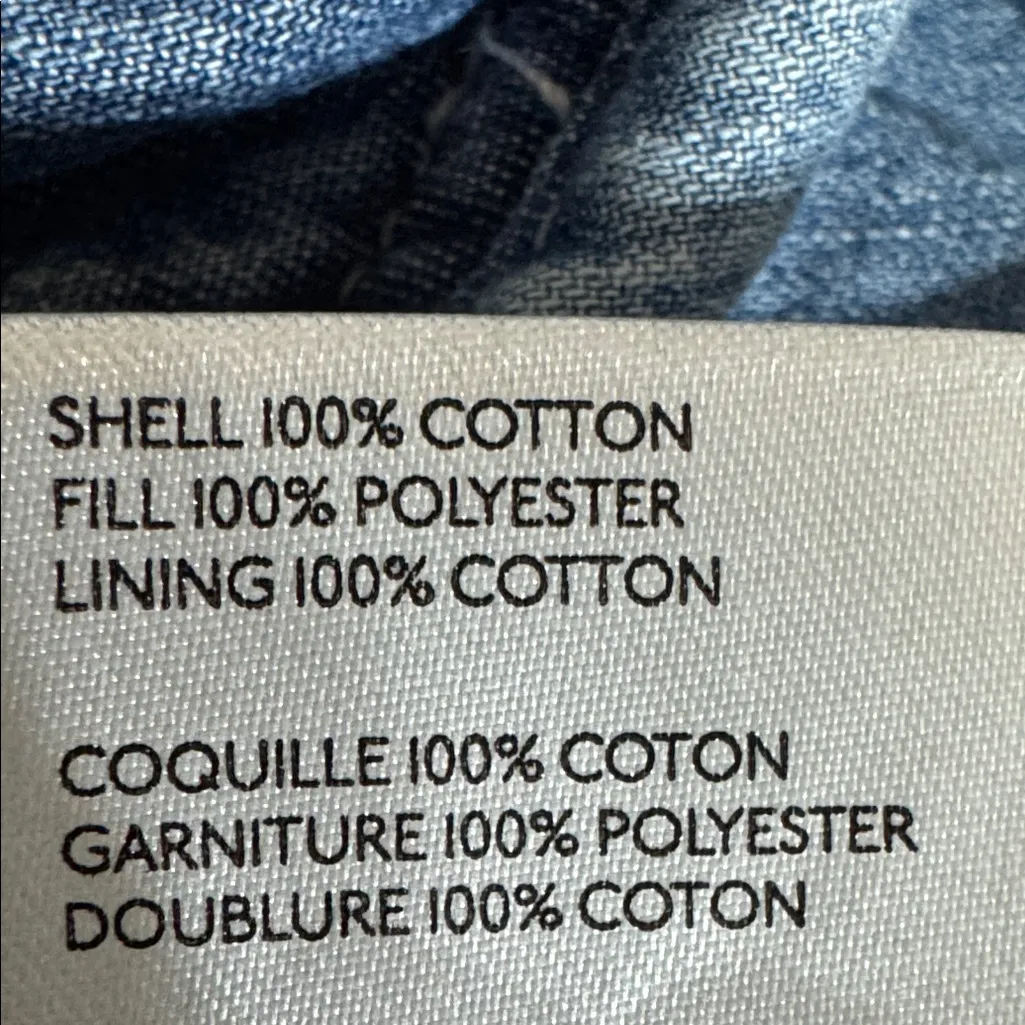 SHELL 100% COTTON
FILL 100% POLYESTER
LINING 100% COTTON
COQUILLE 100% COTON
GARNITURE 100% POLYESTER
DOUBLURE 100% COTON